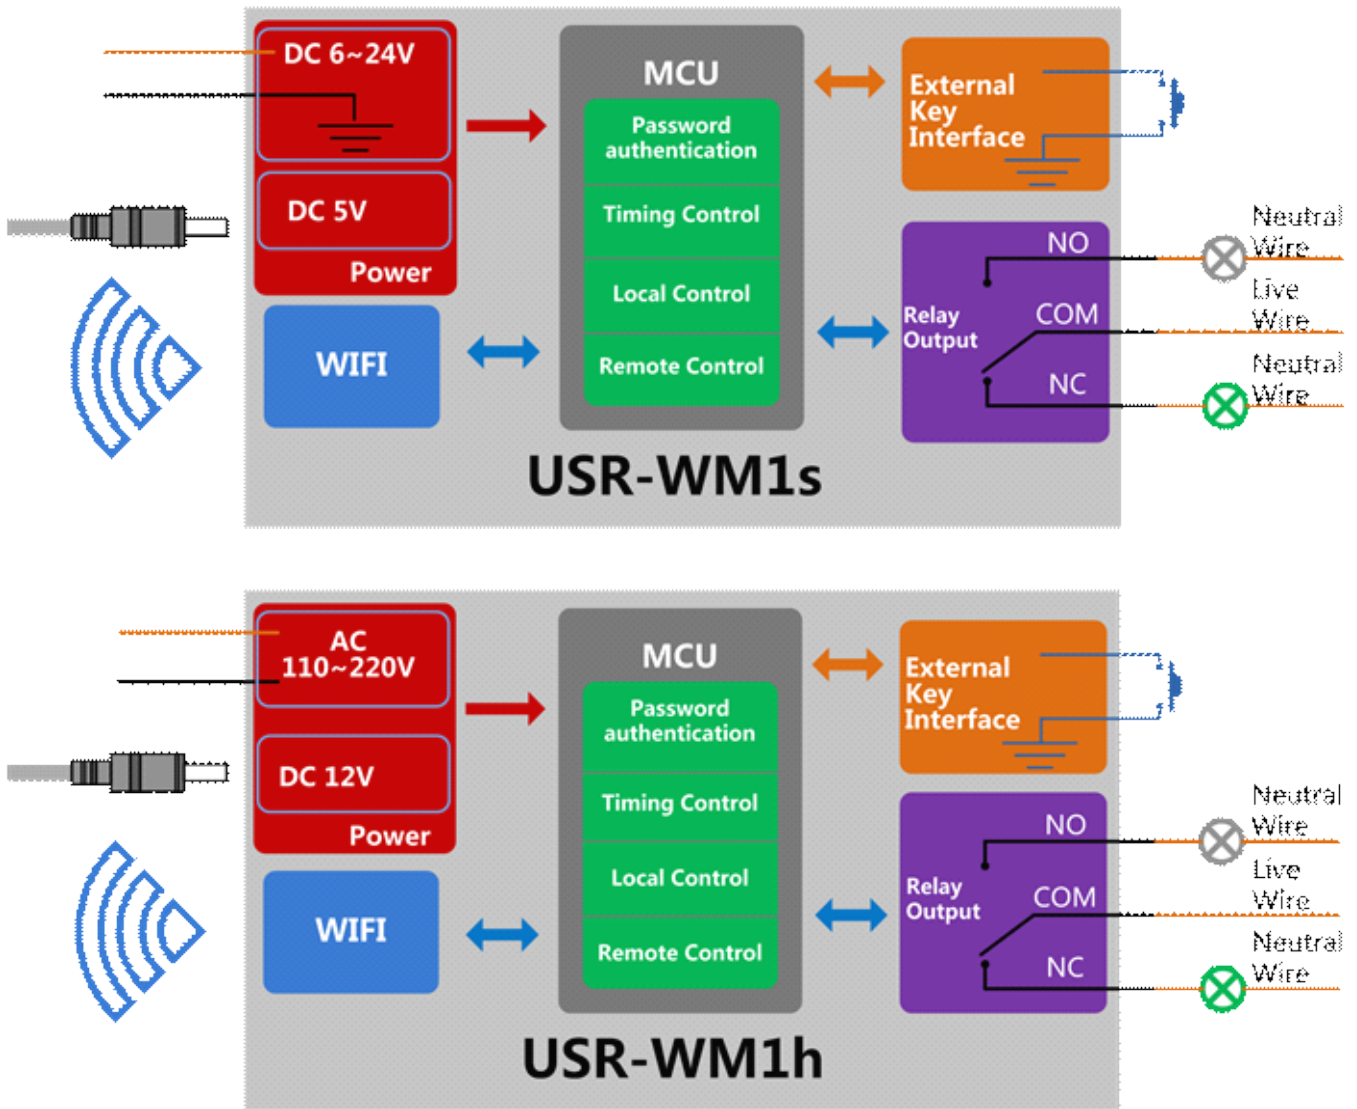 DC 6~24V
DC 5V
Power
WIFI
MCU
Password
authentication
Timing Control
Local Control
Remote Control
External
Key
Interface
Relay
Output
NO
COM
NC
Neutral
Wire
Live
Wire
Neutral
Wire
USR-WM1s
AC
110~220V
DC 12V
Power
WIFI
MCU
Password
authentication
Timing Control
Local Control
Remote Control
External
Key
Interface
Relay
Output
NO
COM
NC
Neutral
Wire
Live
Wire
Neutral
Wire
USR-WM1h